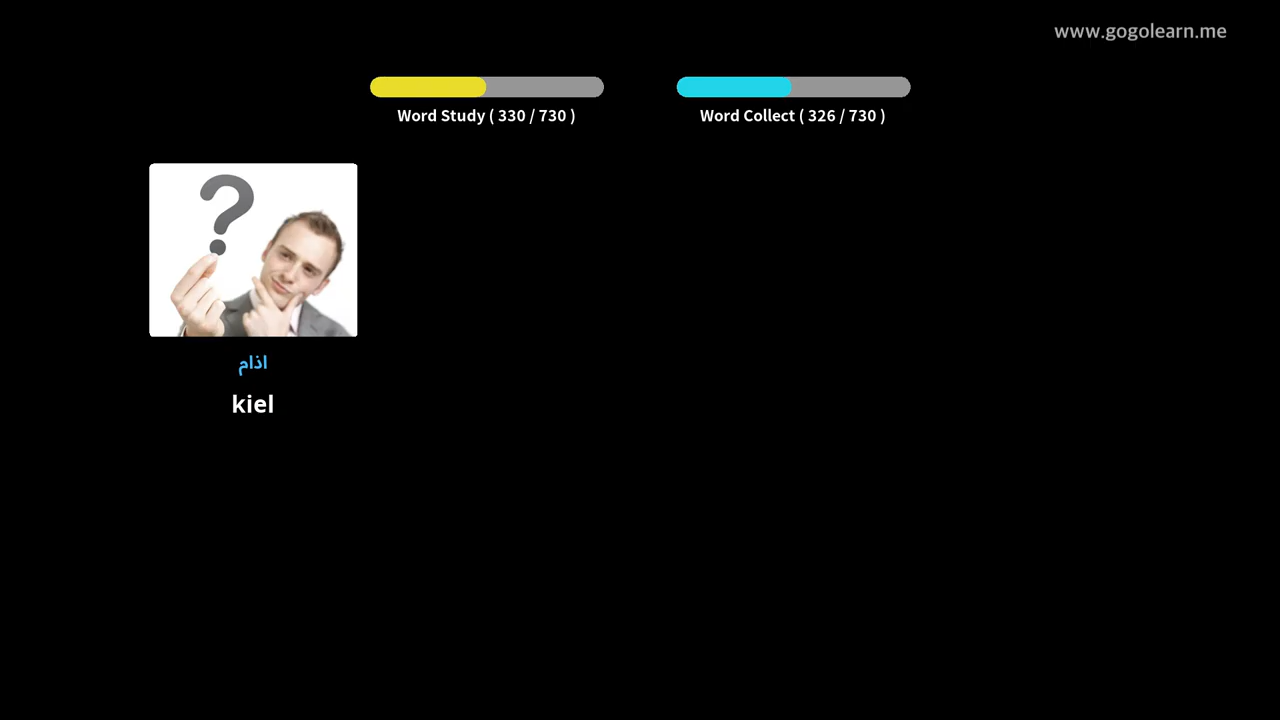 www.gogolearn.me
Word Study ( 330 / 730 )
Word Collect ( 326 / 730 )
?
اذام
kiel